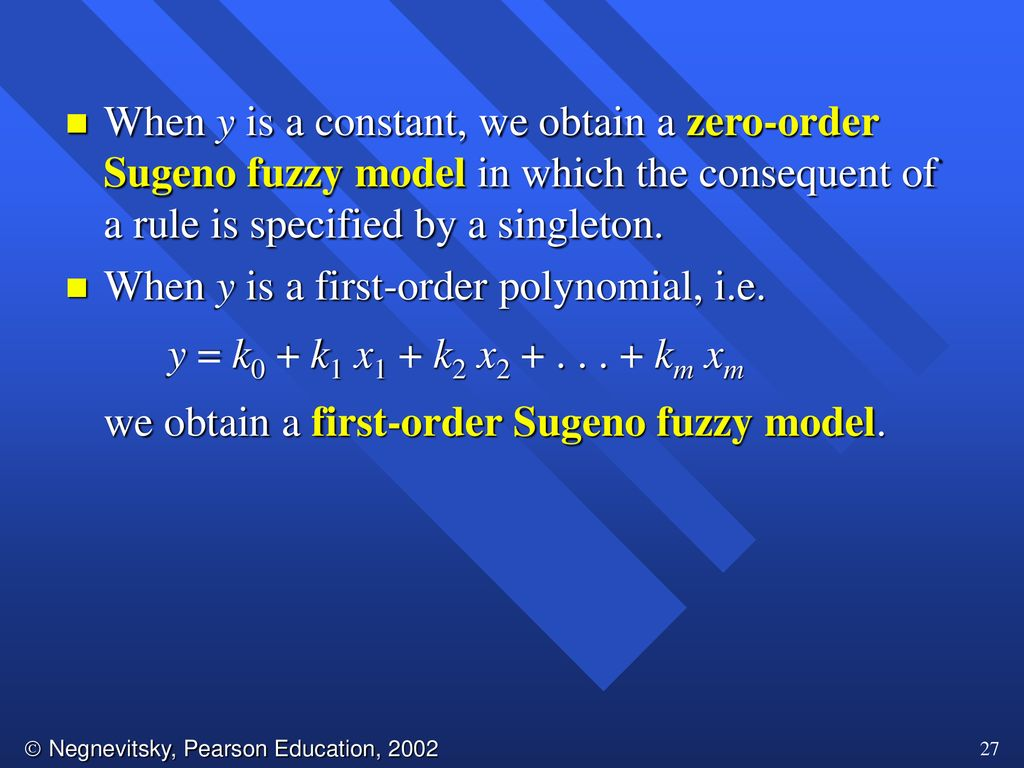 When y is a constant, we obtain a zero-order
Sugeno fuzzy model in which the consequent of
a rule is specified by a singleton.
When y is a first-order polynomial, i.e.
y = k₀ + k₁ x₁ + k₂ x₂ + . . . + kₘ xₘ
we obtain a first-order Sugeno fuzzy model.
© Negnevitsky, Pearson Education, 2002
27